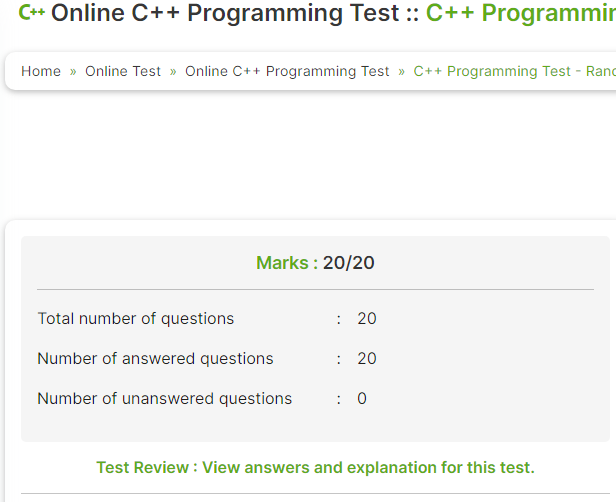 C++ Online C++ Programming Test :: C++ Programmin
Home » Online Test » Online C++ Programming Test » C++ Programming Test - Rand
Marks : 20/20
Total number of questions : 20
Number of answered questions : 20
Number of unanswered questions : 0
Test Review : View answers and explanation for this test.